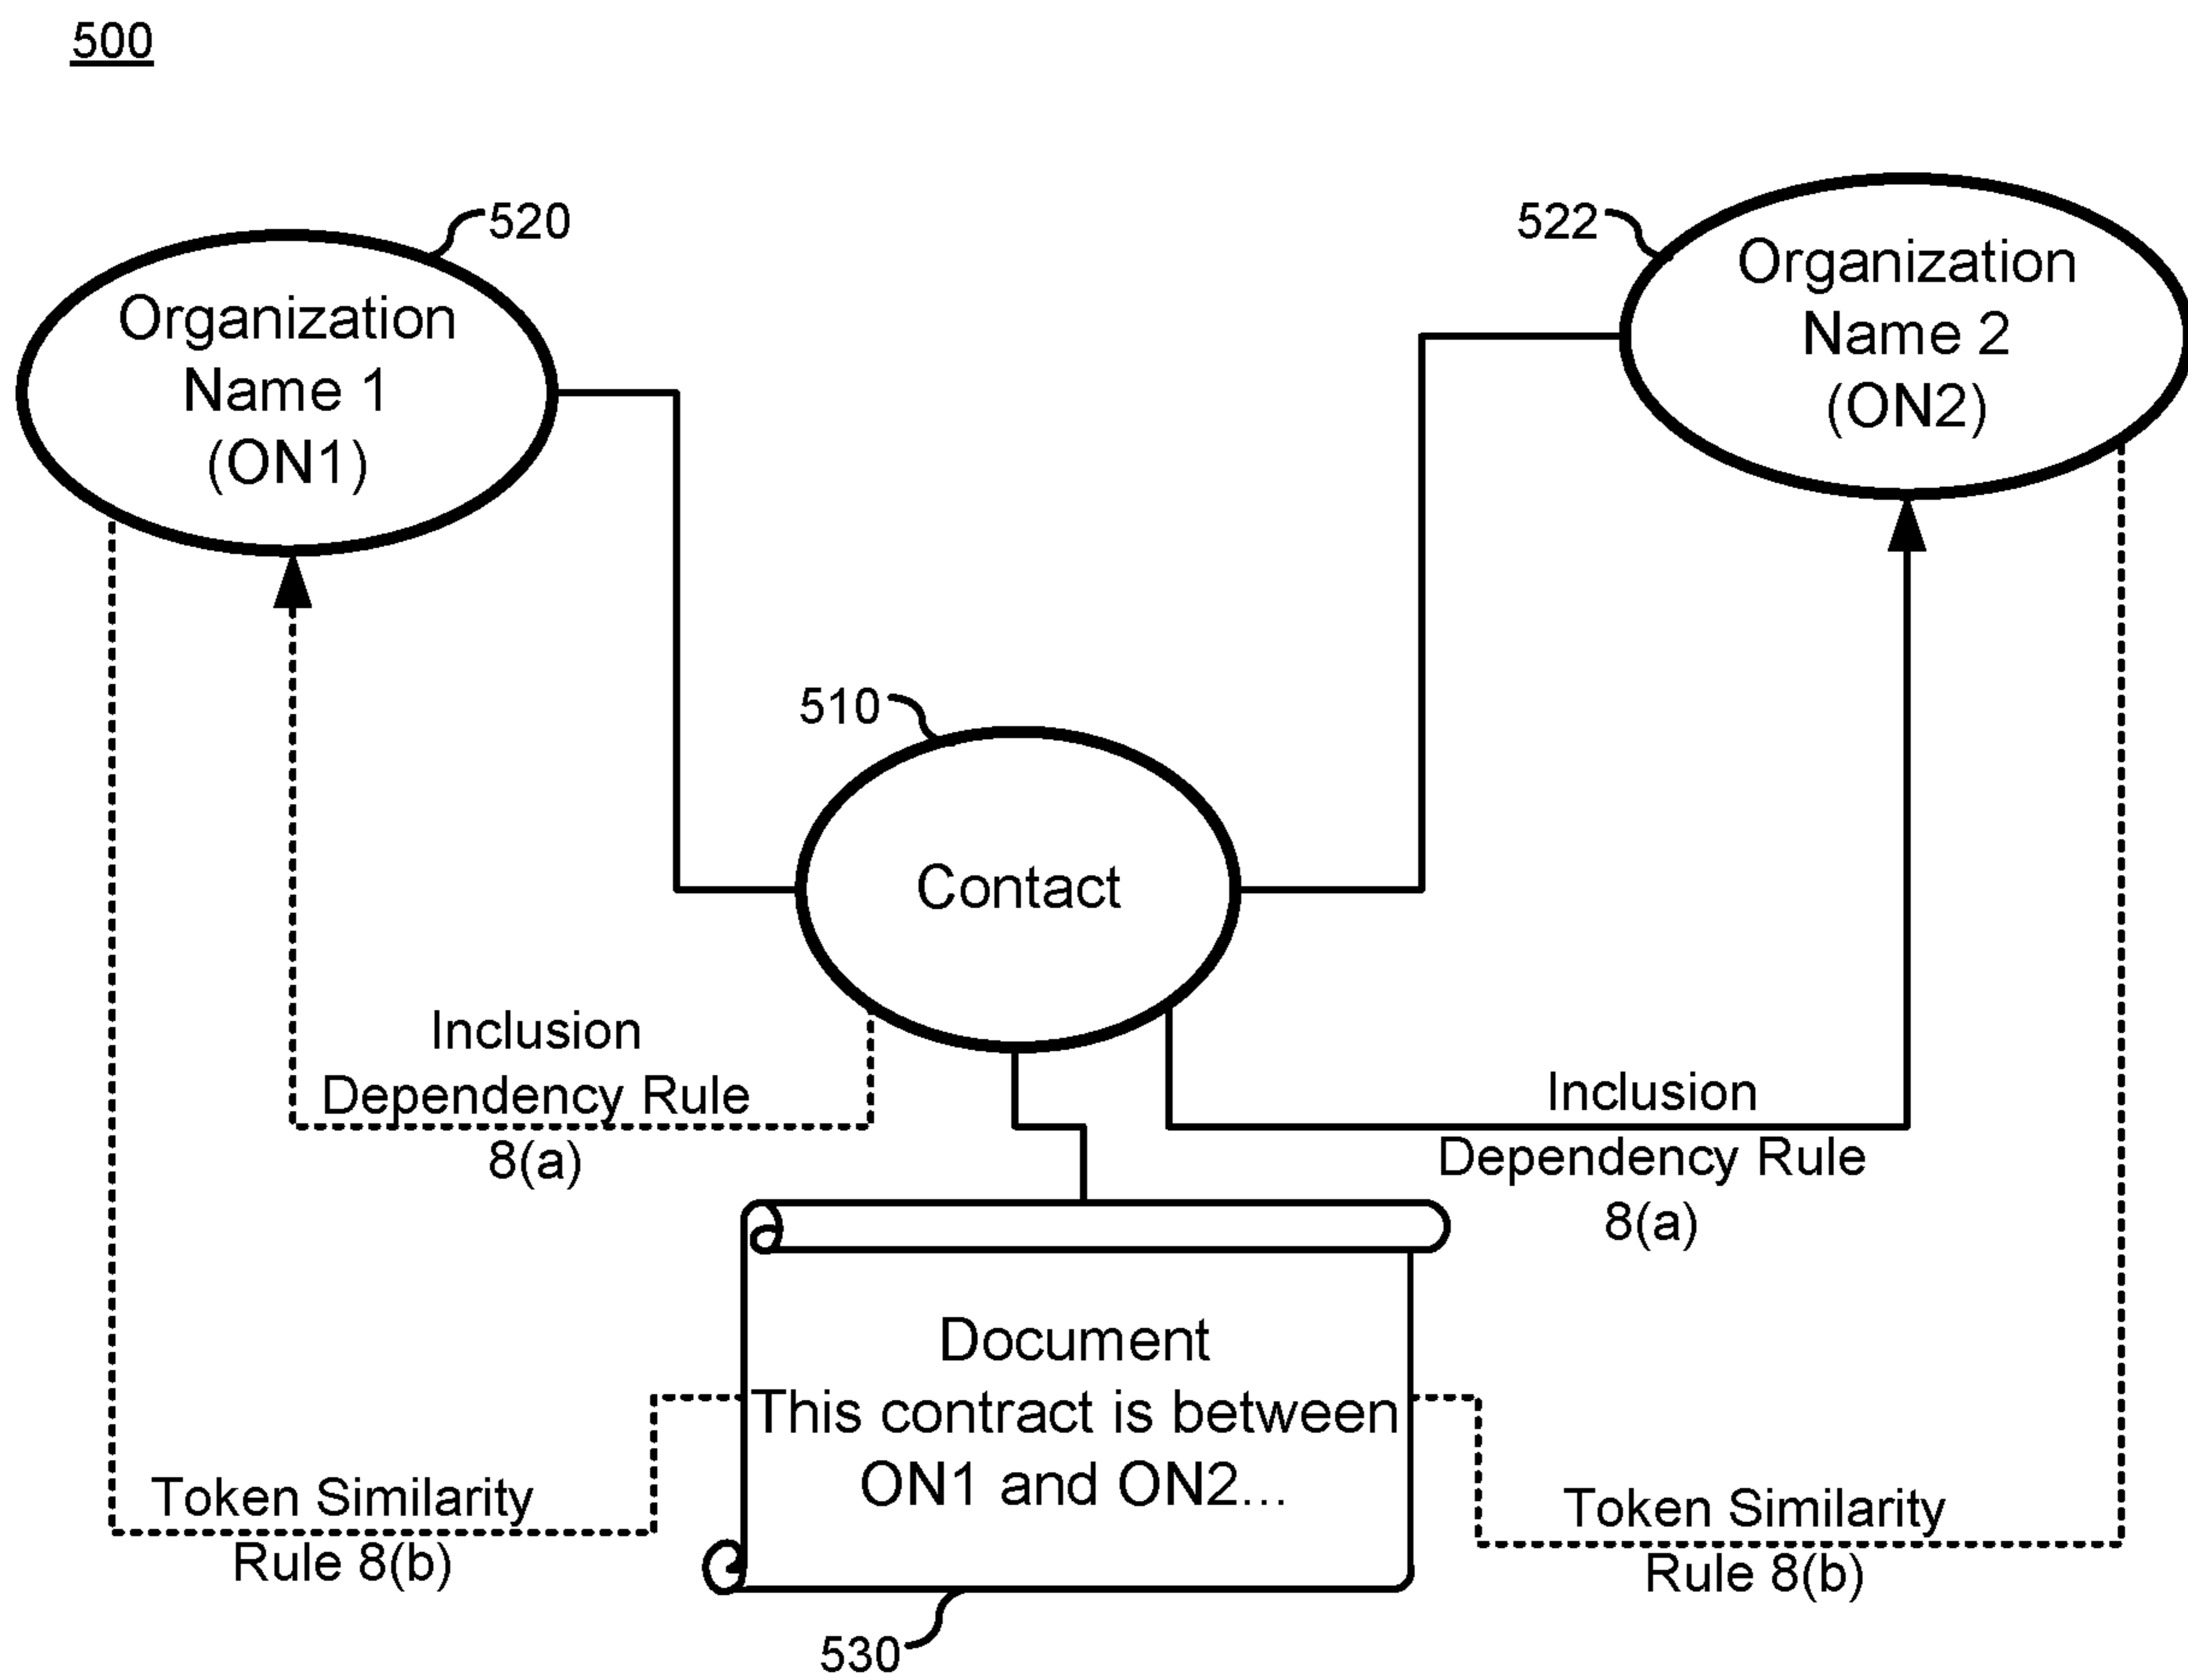 500
520
Organization
Name 1
(ON1)
522
Organization
Name 2
(ON2)
510
Contact
Inclusion
Dependency Rule
8(a)
Inclusion
Dependency Rule
8(a)
Document
This contract is between
ON1 and ON2...
Token Similarity
Rule 8(b)
Token Similarity
Rule 8(b)
530